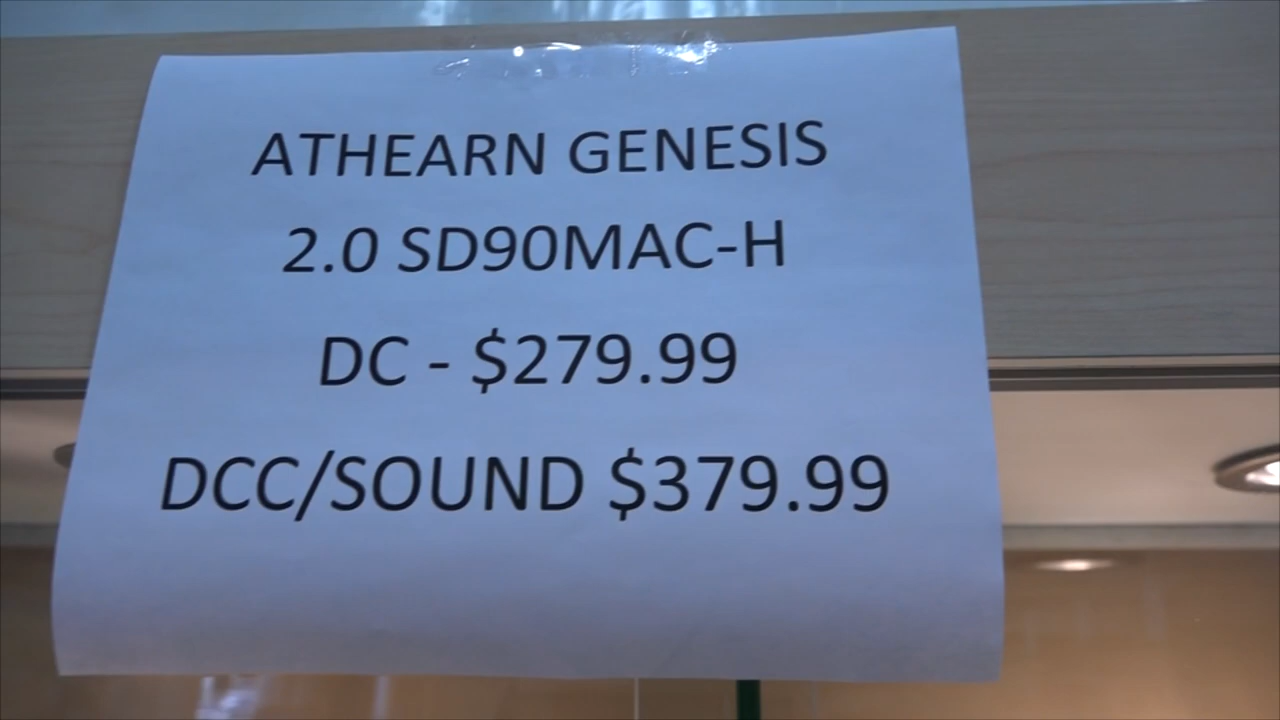 ATHEARN GENESIS
2.0 SD90MAC-H
DC - $279.99
DCC/SOUND $379.99